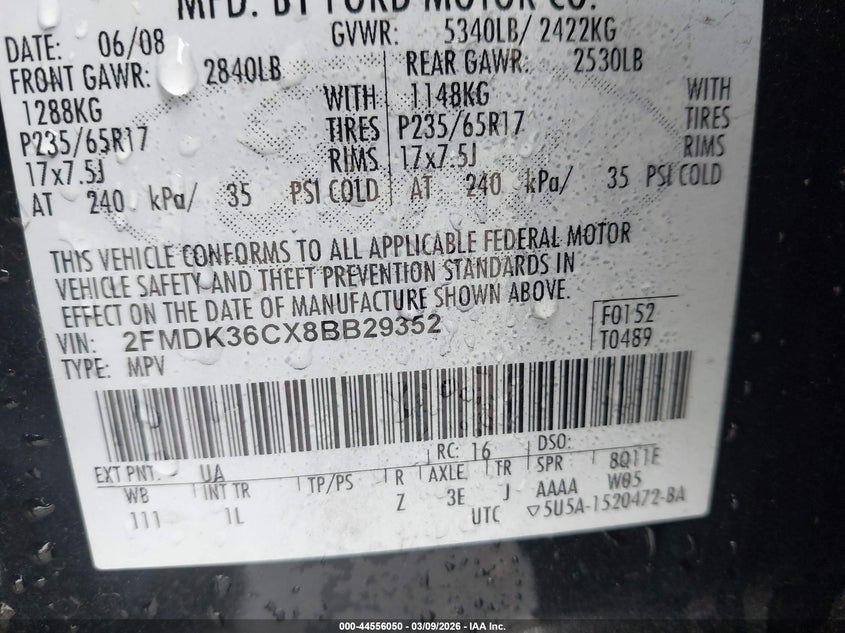 MFD. BY FORD MOTOR CO.
DATE: 06/08 GVWR: 5340LB/ 2422KG
FRONT GAWR: 2840LB REAR GAWR: 2530LB
1288KG WITH 1148KG WITH
P235/65R17 TIRES P235/65R17 TIRES
17x7.5J RIMS 17x7.5J RIMS
AT 240 kPa/ 35 PSI COLD AT 240 kPa/ 35 PSI COLD
THIS VEHICLE CONFORMS TO ALL APPLICABLE FEDERAL MOTOR
VEHICLE SAFETY AND THEFT PREVENTION STANDARDS IN
EFFECT ON THE DATE OF MANUFACTURE SHOWN ABOVE.
VIN: 2FMDK36CX8BB29352 F0152
TYPE: MPV T0489
EXT PNT: UA RC: 16 DSO:
WB INT TR TP/PS R AXLE TR SPR 8Q11E
111 1L Z 3E J AAAA W05
UTC ▽5U5A-1520472-BA
000-44556050 | 03/09/2026 - IAA Inc.